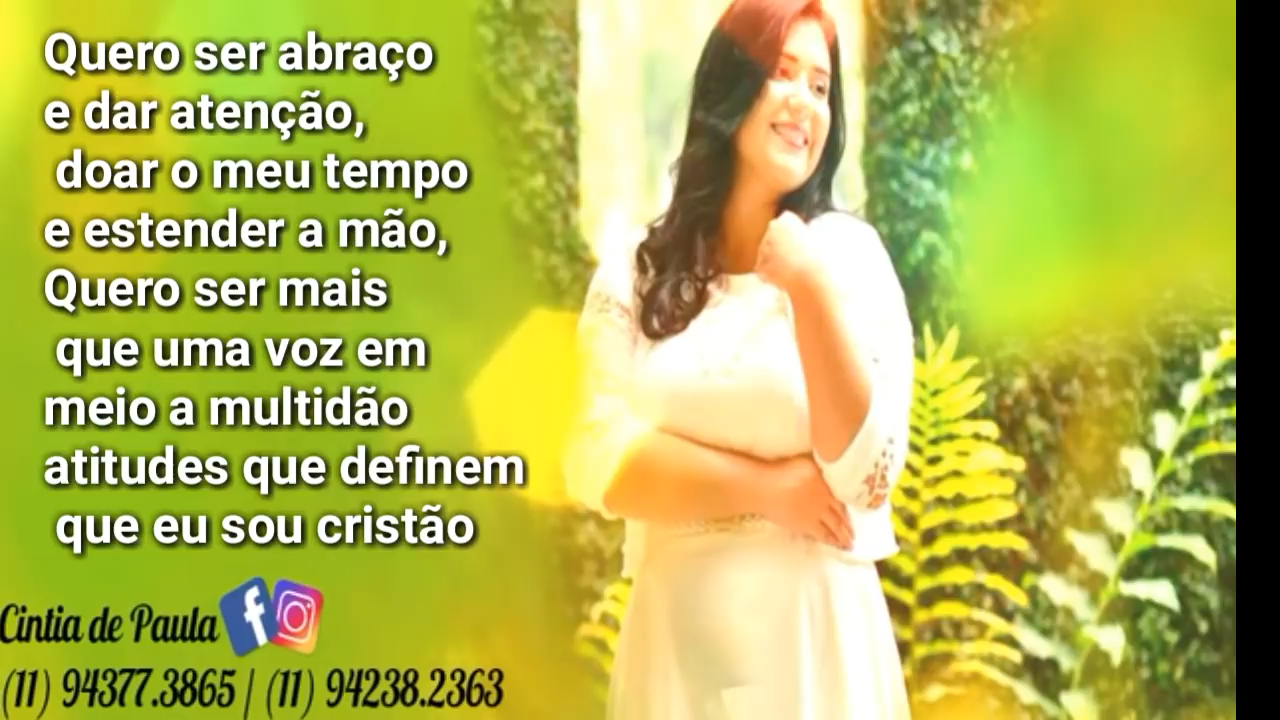 Quero ser abraço
e dar atenção,
doar o meu tempo
e estender a mão,
Quero ser mais
que uma voz em
meio a multidão
atitudes que definem
que eu sou cristão
Cintia de Paula
(11) 94377.3865 / (11) 94238.2363